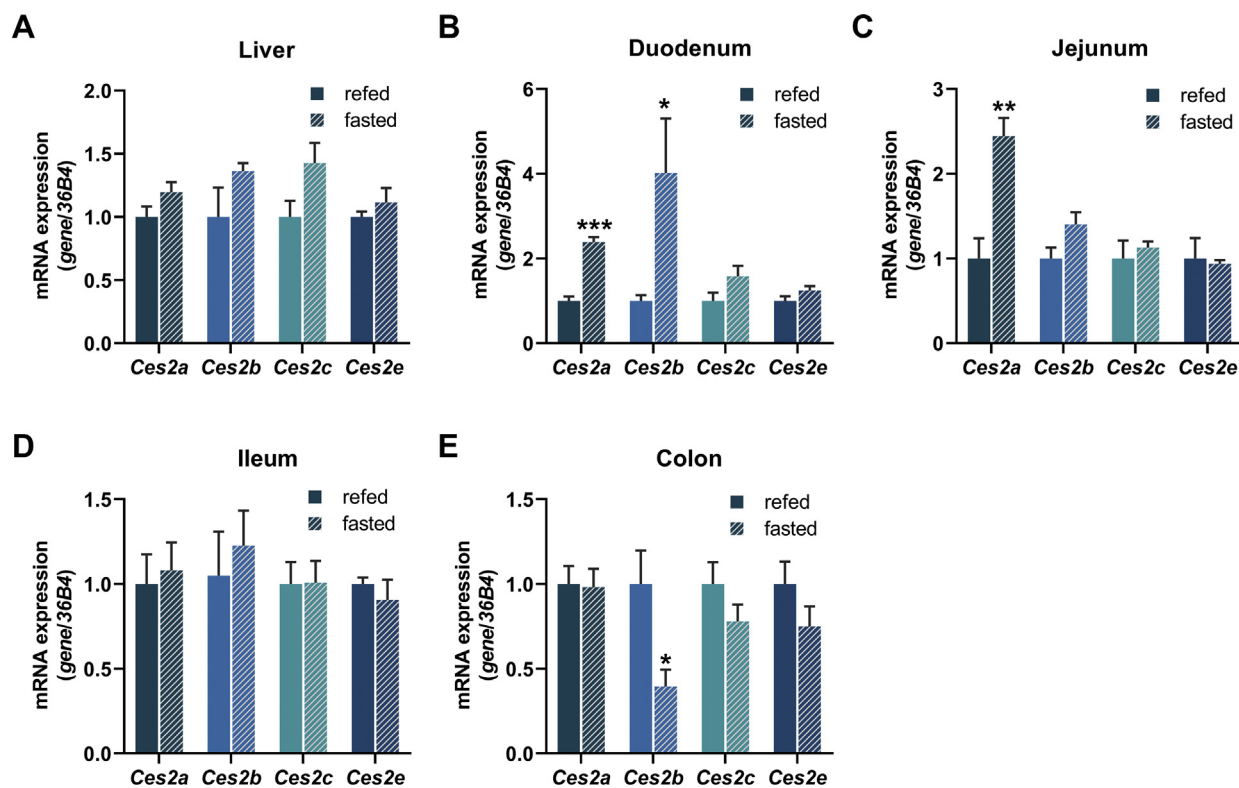 A
Liver
mRNA expression
(gene/36B4)
2.0
1.5
1.0
0.5
0.0
refed
fasted
Ces2a Ces2b Ces2c Ces2e
B
Duodenum
mRNA expression
(gene/36B4)
6
4
2
0
refed
fasted
***
*
Ces2a Ces2b Ces2c Ces2e
C
Jejunum
mRNA expression
(gene/36B4)
3
2
1
0
refed
fasted
**
Ces2a Ces2b Ces2c Ces2e
D
Ileum
mRNA expression
(gene/36B4)
1.5
1.0
0.5
0.0
refed
fasted
Ces2a Ces2b Ces2c Ces2e
E
Colon
mRNA expression
(gene/36B4)
1.5
1.0
0.5
0.0
refed
fasted
*
Ces2a Ces2b Ces2c Ces2e